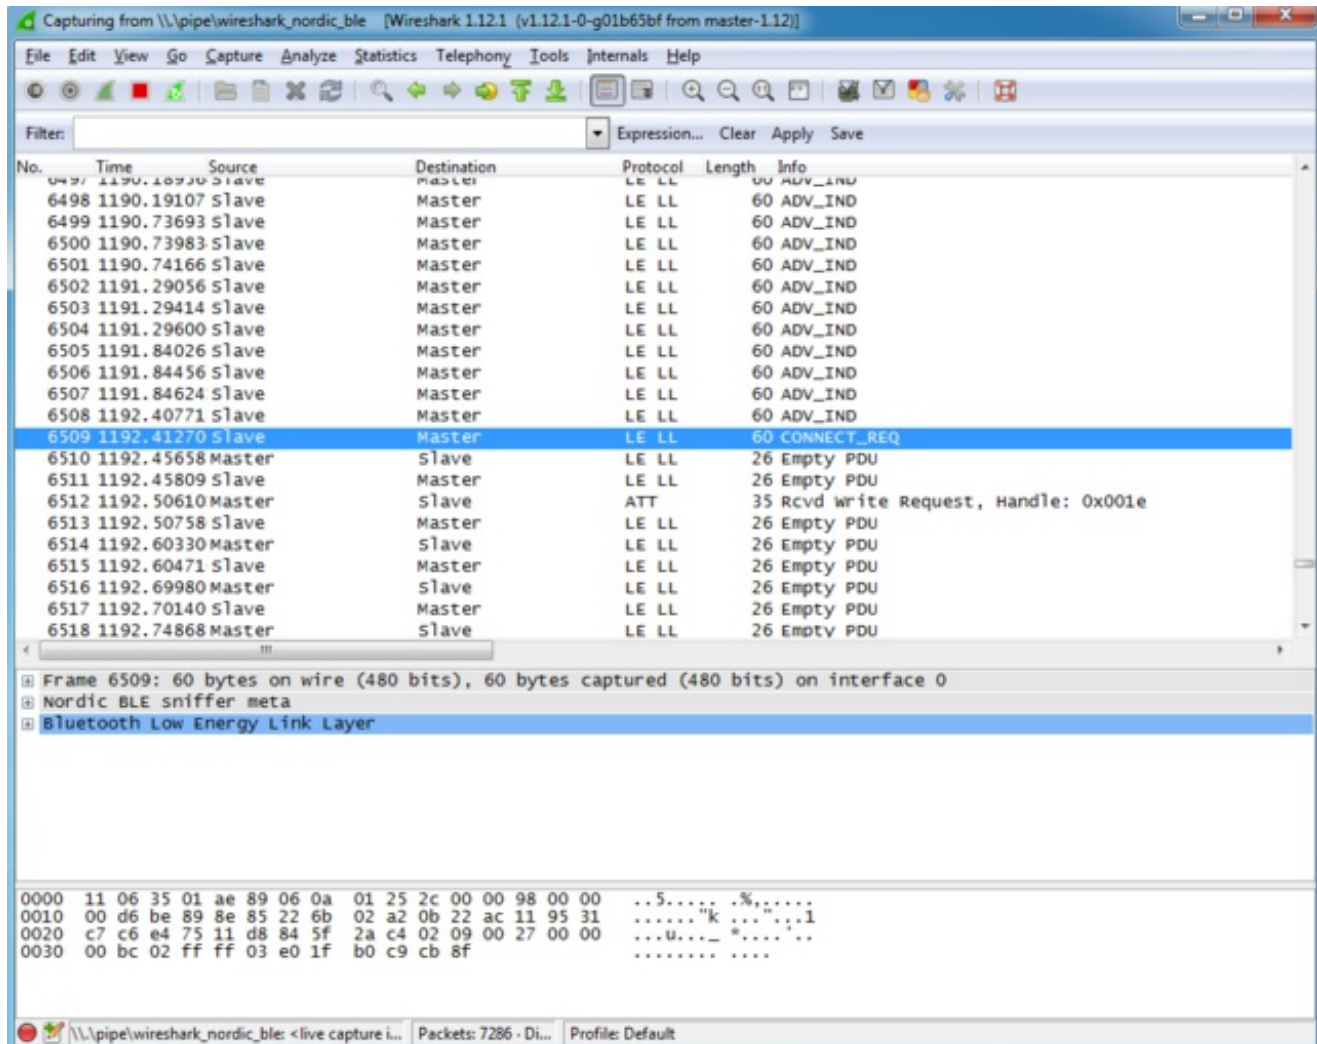 Capturing from \\.\pipe\wireshark_nordic_ble [Wireshark 1.12.1 (v1.12.1-0-g01b65bf from master-1.12)]
File Edit View Go Capture Analyze Statistics Telephony Tools Internals Help
Filter: Expression... Clear Apply Save
No. Time Source Destination Protocol Length Info
6497 1190.18936 Slave Master LE LL 60 ADV_IND
6498 1190.19107 Slave Master LE LL 60 ADV_IND
6499 1190.73693 Slave Master LE LL 60 ADV_IND
6500 1190.73983 Slave Master LE LL 60 ADV_IND
6501 1190.74166 Slave Master LE LL 60 ADV_IND
6502 1191.29056 Slave Master LE LL 60 ADV_IND
6503 1191.29414 Slave Master LE LL 60 ADV_IND
6504 1191.29600 Slave Master LE LL 60 ADV_IND
6505 1191.84026 Slave Master LE LL 60 ADV_IND
6506 1191.84456 Slave Master LE LL 60 ADV_IND
6507 1191.84624 Slave Master LE LL 60 ADV_IND
6508 1192.40771 Slave Master LE LL 60 ADV_IND
6509 1192.41270 Slave Master LE LL 60 CONNECT_REQ
6510 1192.45658 Master Slave LE LL 26 Empty PDU
6511 1192.45809 Slave Master LE LL 26 Empty PDU
6512 1192.50610 Master Slave ATT 35 Rcvd Write Request, Handle: 0x001e
6513 1192.50758 Slave Master LE LL 26 Empty PDU
6514 1192.60330 Master Slave LE LL 26 Empty PDU
6515 1192.60471 Slave Master LE LL 26 Empty PDU
6516 1192.69980 Master Slave LE LL 26 Empty PDU
6517 1192.70140 Slave Master LE LL 26 Empty PDU
6518 1192.74868 Master Slave LE LL 26 Empty PDU
Frame 6509: 60 bytes on wire (480 bits), 60 bytes captured (480 bits) on interface 0
Nordic BLE sniffer meta
Bluetooth Low Energy Link Layer
0000 11 06 35 01 ae 89 06 0a 01 25 2c 00 00 98 00 00 ..5..... .%,.....
0010 00 d6 be 89 8e 85 22 6b 02 a2 0b 22 ac 11 95 31 ......"k ..."...1
0020 c7 c6 e4 75 11 d8 84 5f 2a c4 02 09 00 27 00 00 ...u..._ *....'..
0030 00 bc 02 ff ff 03 e0 1f b0 c9 cb 8f ........ ....
\\.\pipe\wireshark_nordic_ble: <live capture i... Packets: 7286 · Di... Profile: Default